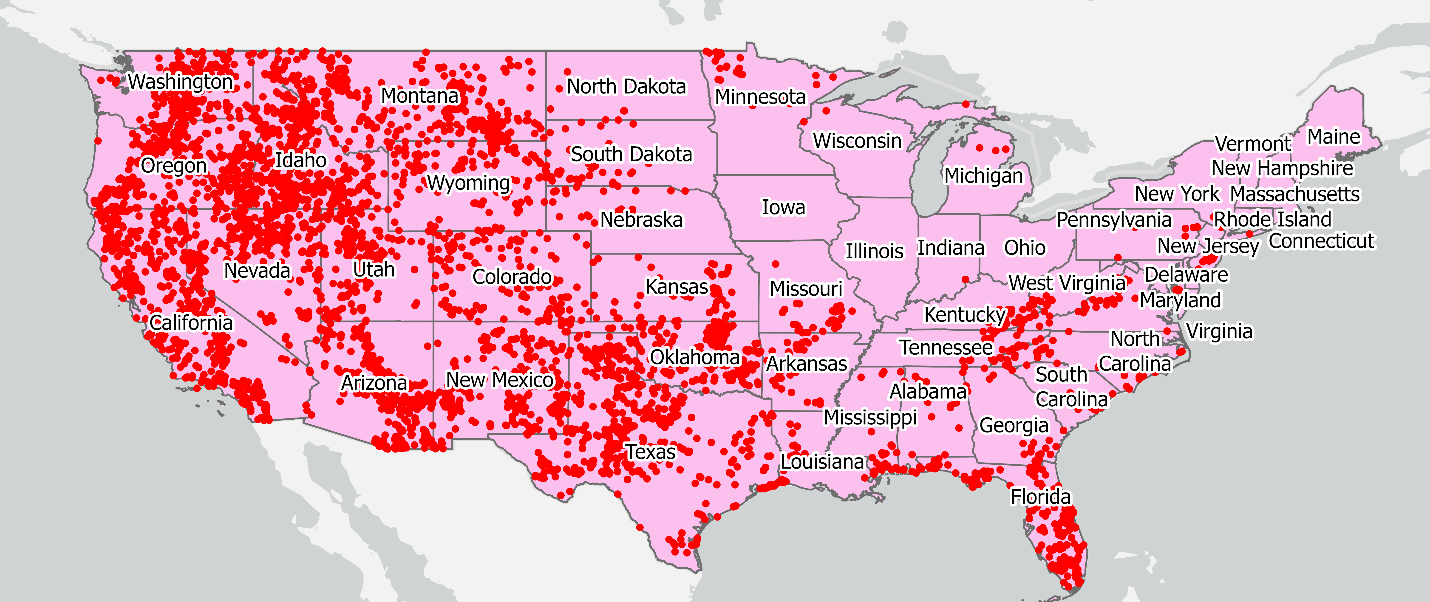 Washington
Montana
North Dakota
Minnesota
Maine
Vermont
Wisconsin
Oregon
Idaho
South Dakota
New Hampshire
Michigan
Wyoming
New York
Massachusetts
Iowa
Nebraska
Pennsylvania
Rhode Island
Connecticut
New Jersey
Illinois
Indiana
Ohio
Nevada
Utah
Colorado
Kansas
Missouri
West Virginia
Delaware
Maryland
California
Kentucky
Virginia
North
Carolina
Tennessee
Oklahoma
Arkansas
Arizona
New Mexico
South
Carolina
Alabama
Mississippi
Georgia
Texas
Louisiana
Florida